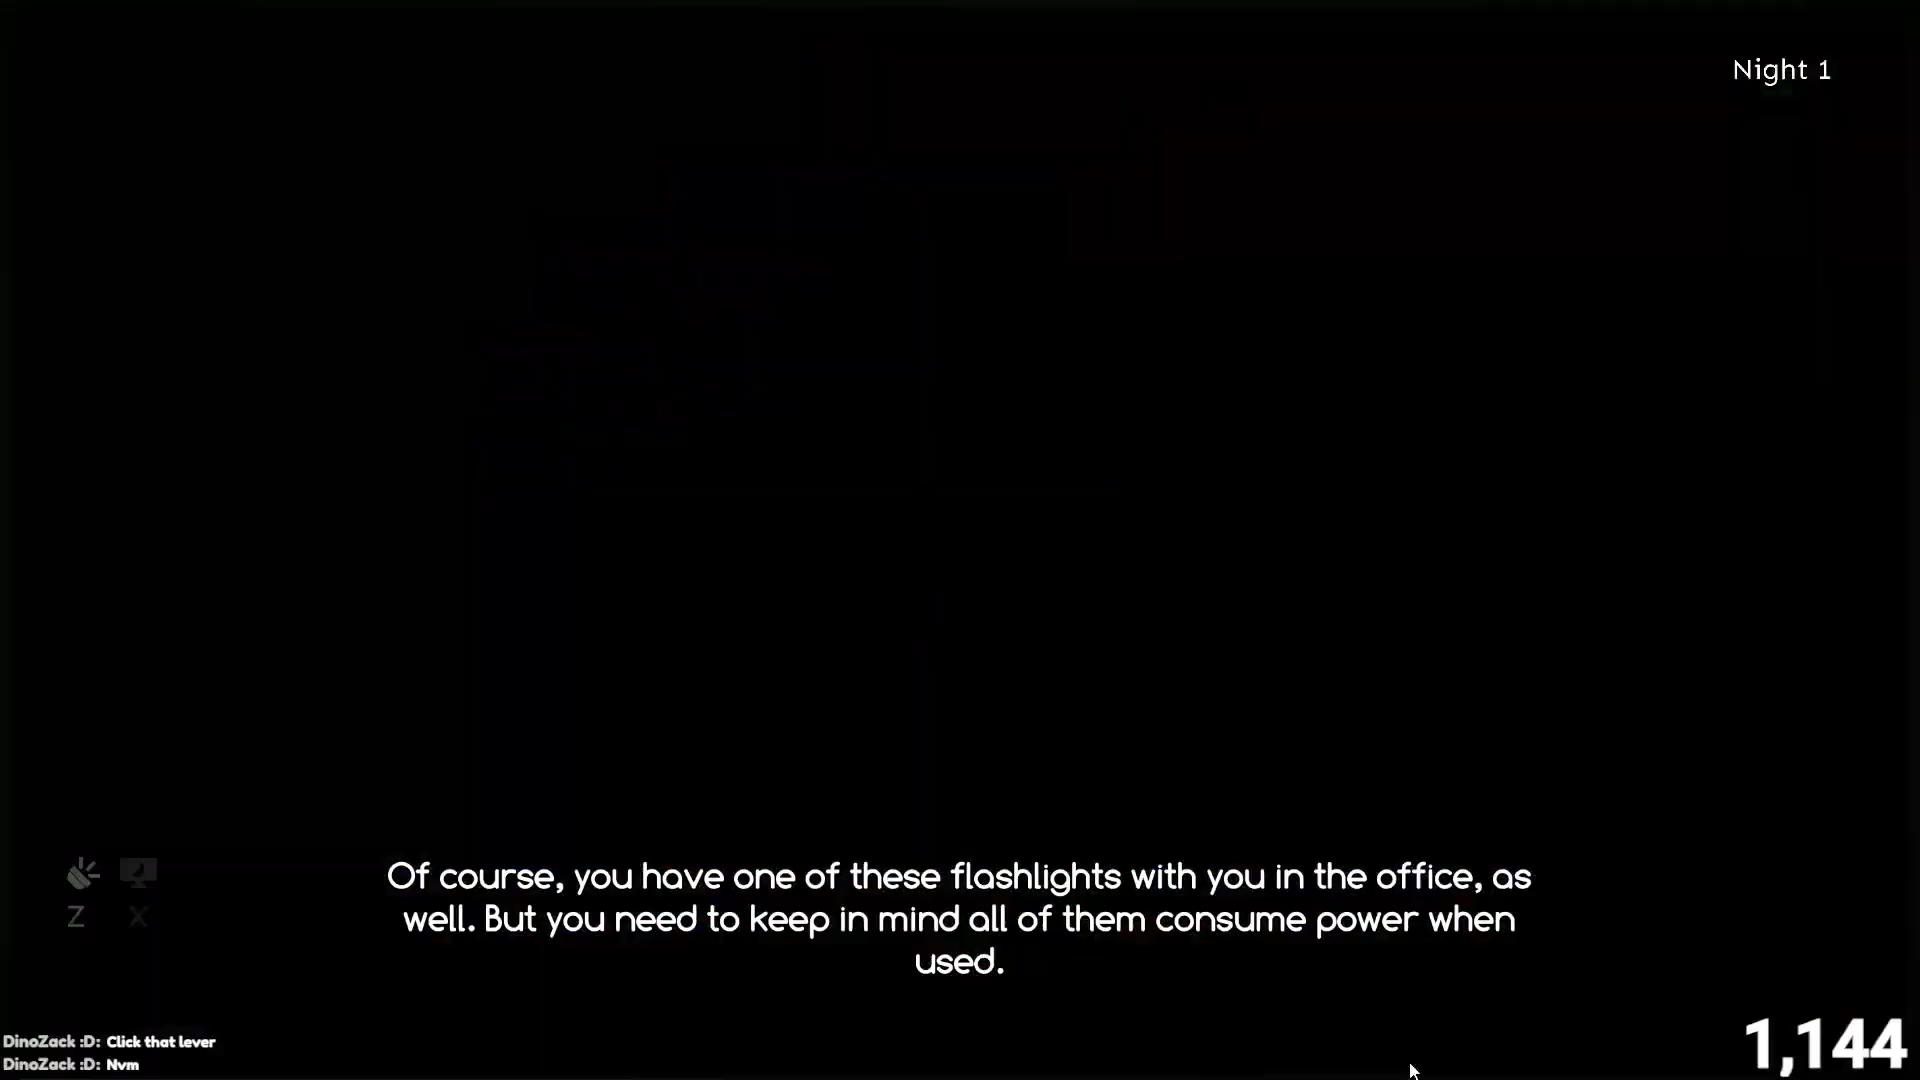 Night 1
Z X
Of course, you have one of these flashlights with you in the office, as
well. But you need to keep in mind all of them consume power when
used.
DinoZack :D: Click that lever
DinoZack :D: Nvm
1,144